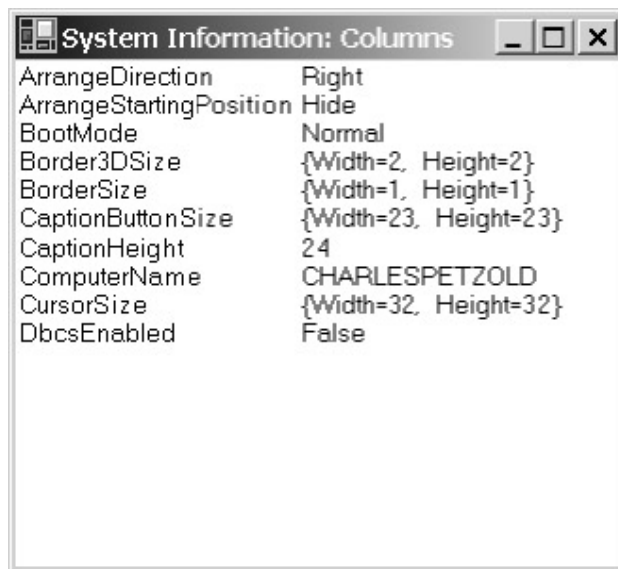 System Information: Columns
ArrangeDirection Right
ArrangeStartingPosition Hide
BootMode Normal
Border3DSize {Width=2, Height=2}
BorderSize {Width=1, Height=1}
CaptionButtonSize {Width=23, Height=23}
CaptionHeight 24
ComputerName CHARLESPETZOLD
CursorSize {Width=32, Height=32}
DbcsEnabled False